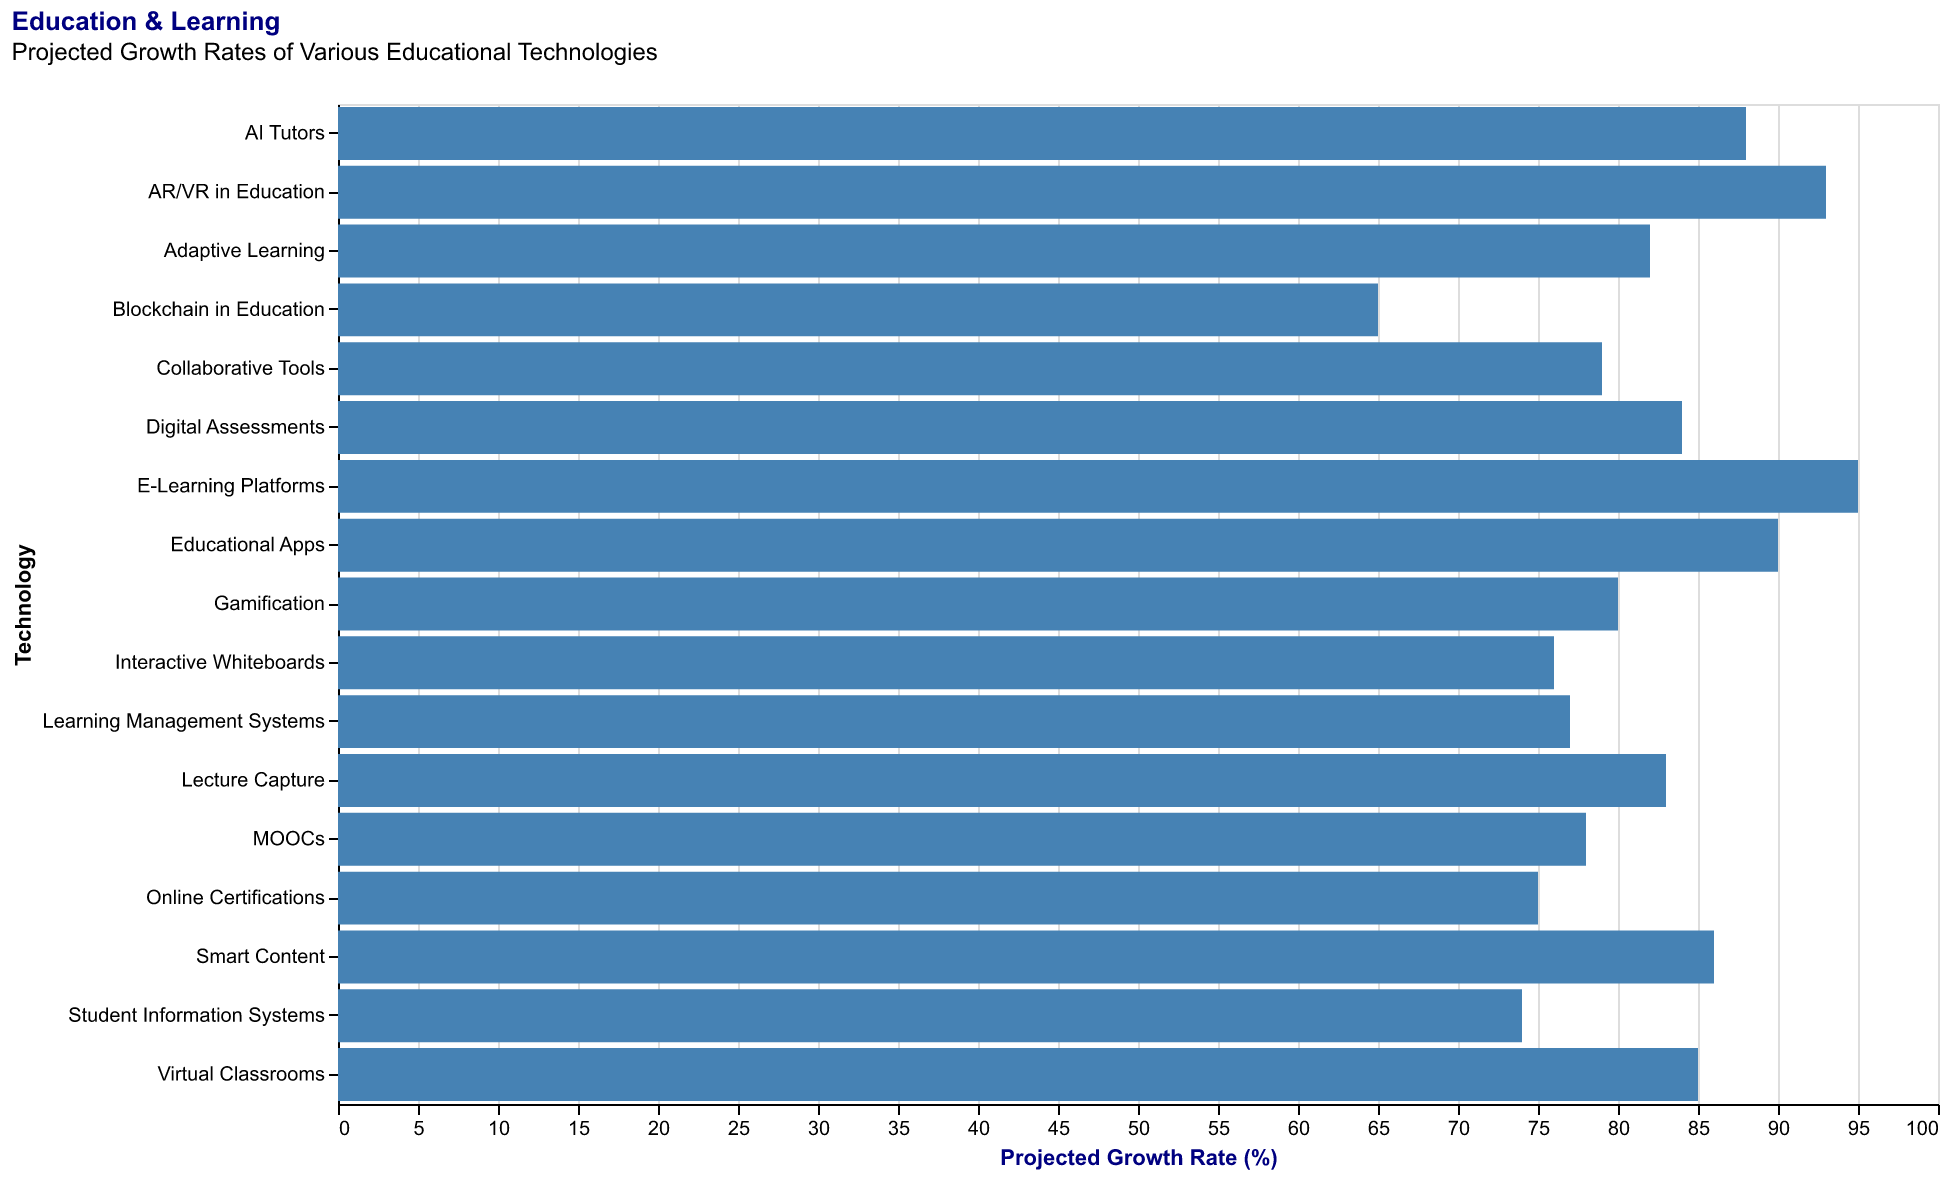 Education & Learning
Projected Growth Rates of Various Educational Technologies
AI Tutors
AR/VR in Education
Adaptive Learning
Blockchain in Education
Collaborative Tools
Digital Assessments
E-Learning Platforms
Educational Apps
Gamification
Interactive Whiteboards
Learning Management Systems
Lecture Capture
MOOCs
Online Certifications
Smart Content
Student Information Systems
Virtual Classrooms
Technology
0 5 10 15 20 25 30 35 40 45 50 55 60 65 70 75 80 85 90 95 100
Projected Growth Rate (%)